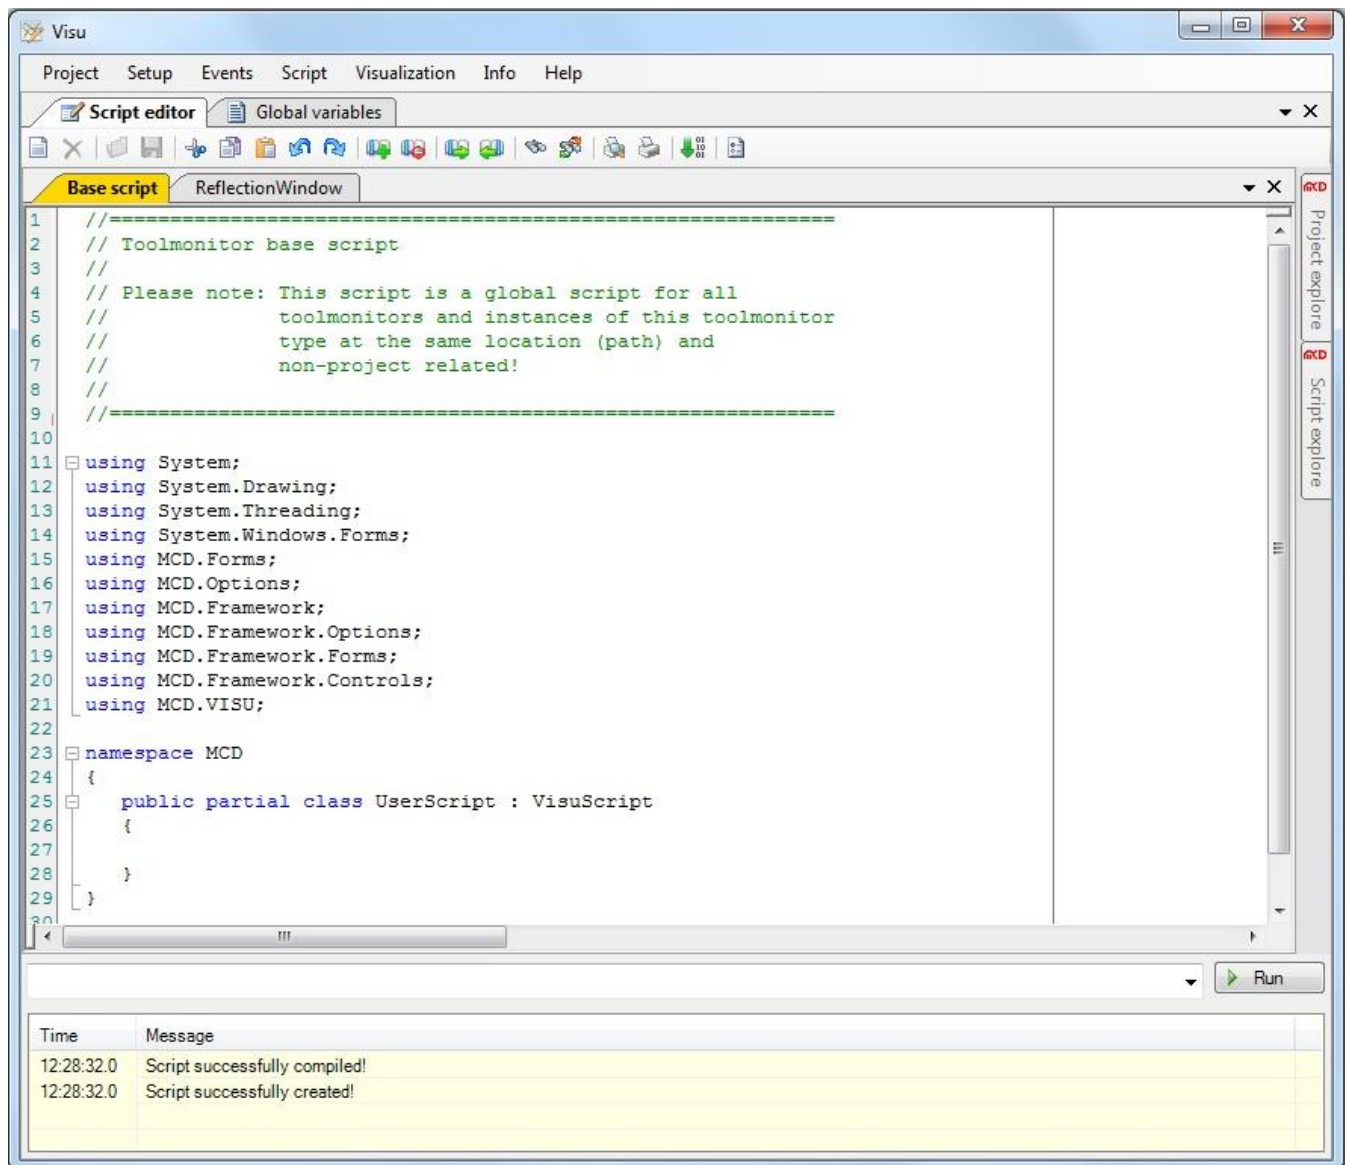 Visu
Project Setup Events Script Visualization Info Help
Script editor Global variables
Base script ReflectionWindow
1 //============================================================
2 // Toolmonitor base script
3 //
4 // Please note: This script is a global script for all
5 //              toolmonitors and instances of this toolmonitor
6 //              type at the same location (path) and
7 //              non-project related!
8 //
9 //============================================================
10
11 using System;
12 using System.Drawing;
13 using System.Threading;
14 using System.Windows.Forms;
15 using MCD.Forms;
16 using MCD.Options;
17 using MCD.Framework;
18 using MCD.Framework.Options;
19 using MCD.Framework.Forms;
20 using MCD.Framework.Controls;
21 using MCD.VISU;
22
23 namespace MCD
24 {
25    public partial class UserScript : VisuScript
26    {
27
28    }
29 }
30
MCD Project explore
MCD Script explore
Run
Time Message
12:28:32.0 Script successfully compiled!
12:28:32.0 Script successfully created!